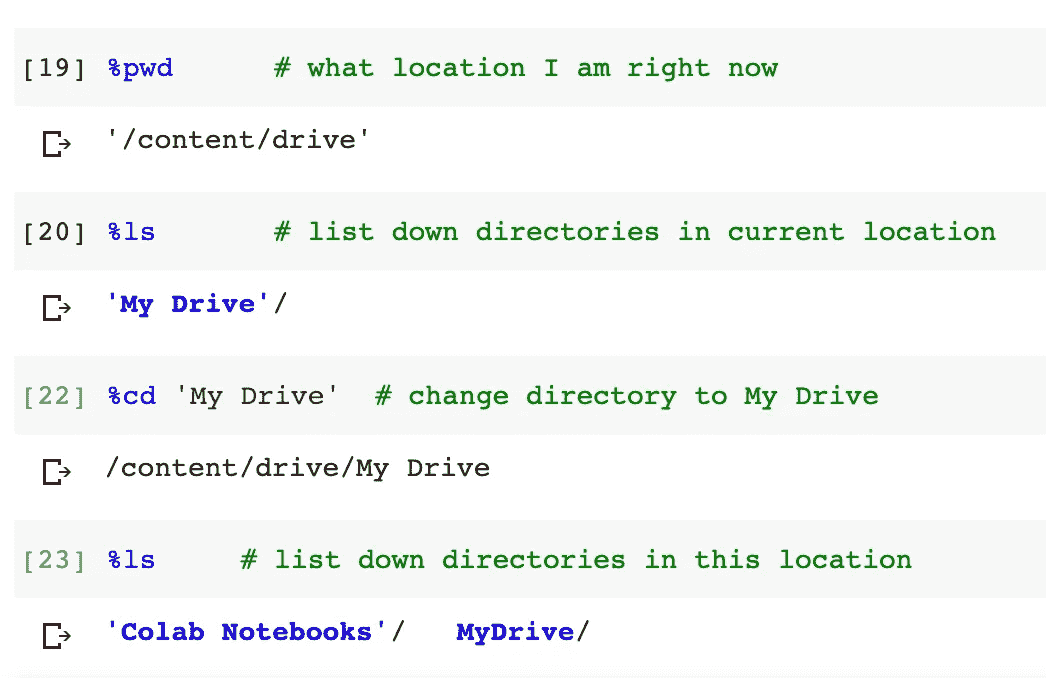 [19] %pwd      # what location I am right now
'/content/drive'
[20] %ls       # list down directories in current location
'My Drive'/
[22] %cd 'My Drive'  # change directory to My Drive
/content/drive/My Drive
[23] %ls     # list down directories in this location
'Colab Notebooks'/   MyDrive/